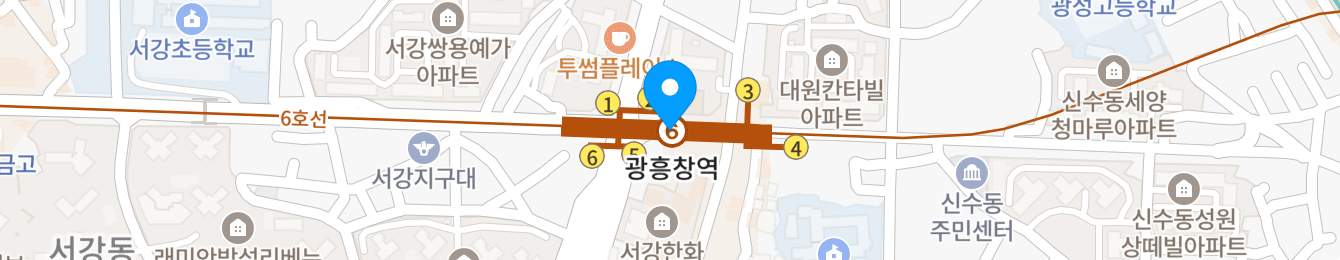 광성고등학교
서강초등학교
서강쌍용예가
아파트
투썸플레이스
대원칸타빌
아파트
신수동세양
청마루아파트
6호선
1
2
3
4
5
6
6
광흥창역
금고
서강지구대
신수동
주민센터
신수동성원
상떼빌아파트
서강동
래미안밤섬리베뉴
서강한화